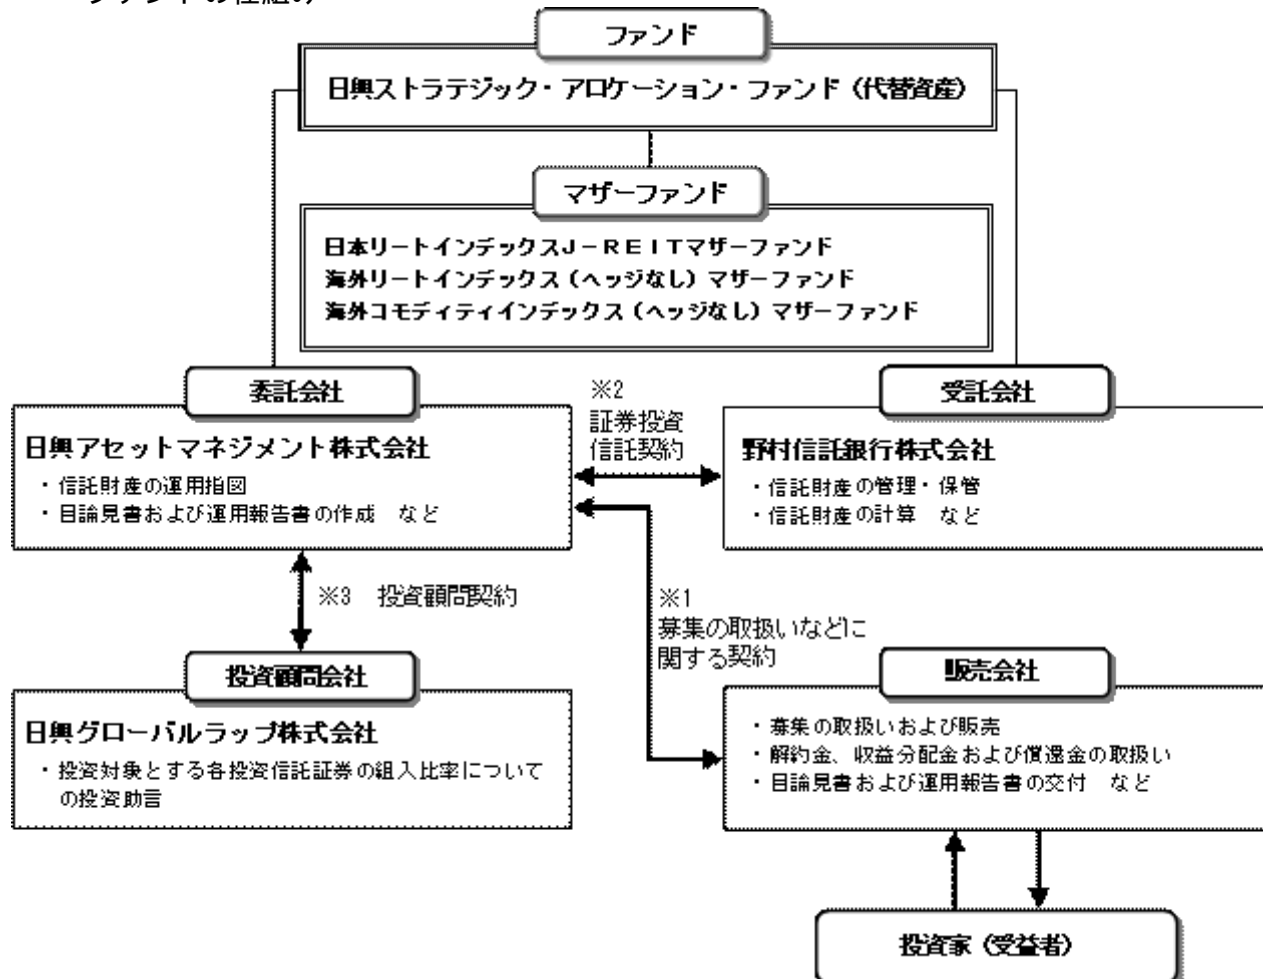 ファンドの仕組み
ファンド
日興ストラテジック・アロケーション・ファンド（代替資産）
マザーファンド
日本リートインデックスＪ－ＲＥＩＴマザーファンド
海外リートインデックス（ヘッジなし）マザーファンド
海外コモディティインデックス（ヘッジなし）マザーファンド
委託会社
日興アセットマネジメント株式会社
・信託財産の運用指図
・目論見書および運用報告書の作成　など
※2
証券投資
信託契約
受託会社
野村信託銀行株式会社
・信託財産の管理・保管
・信託財産の計算　など
※3　投資顧問契約
※1
募集の取扱いなどに
関する契約
投資顧問会社
日興グローバルラップ株式会社
・投資対象とする各投資信託証券の組入比率について
の投資助言
販売会社
・募集の取扱いおよび販売
・解約金、収益分配金および償還金の取扱い
・目論見書および運用報告書の交付　など
投資家（受益者）